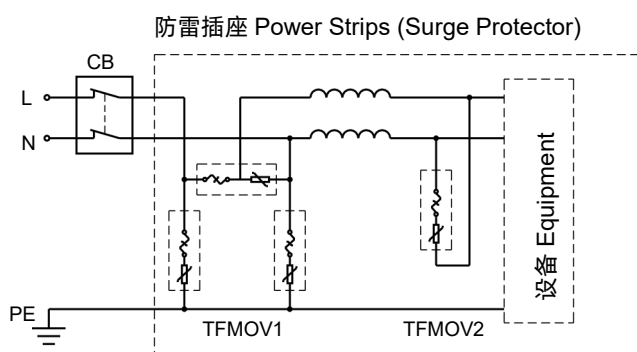 防雷插座 Power Strips (Surge Protector)
CB
L
N
设备 Equipment
PE
TFMOV1
TFMOV2